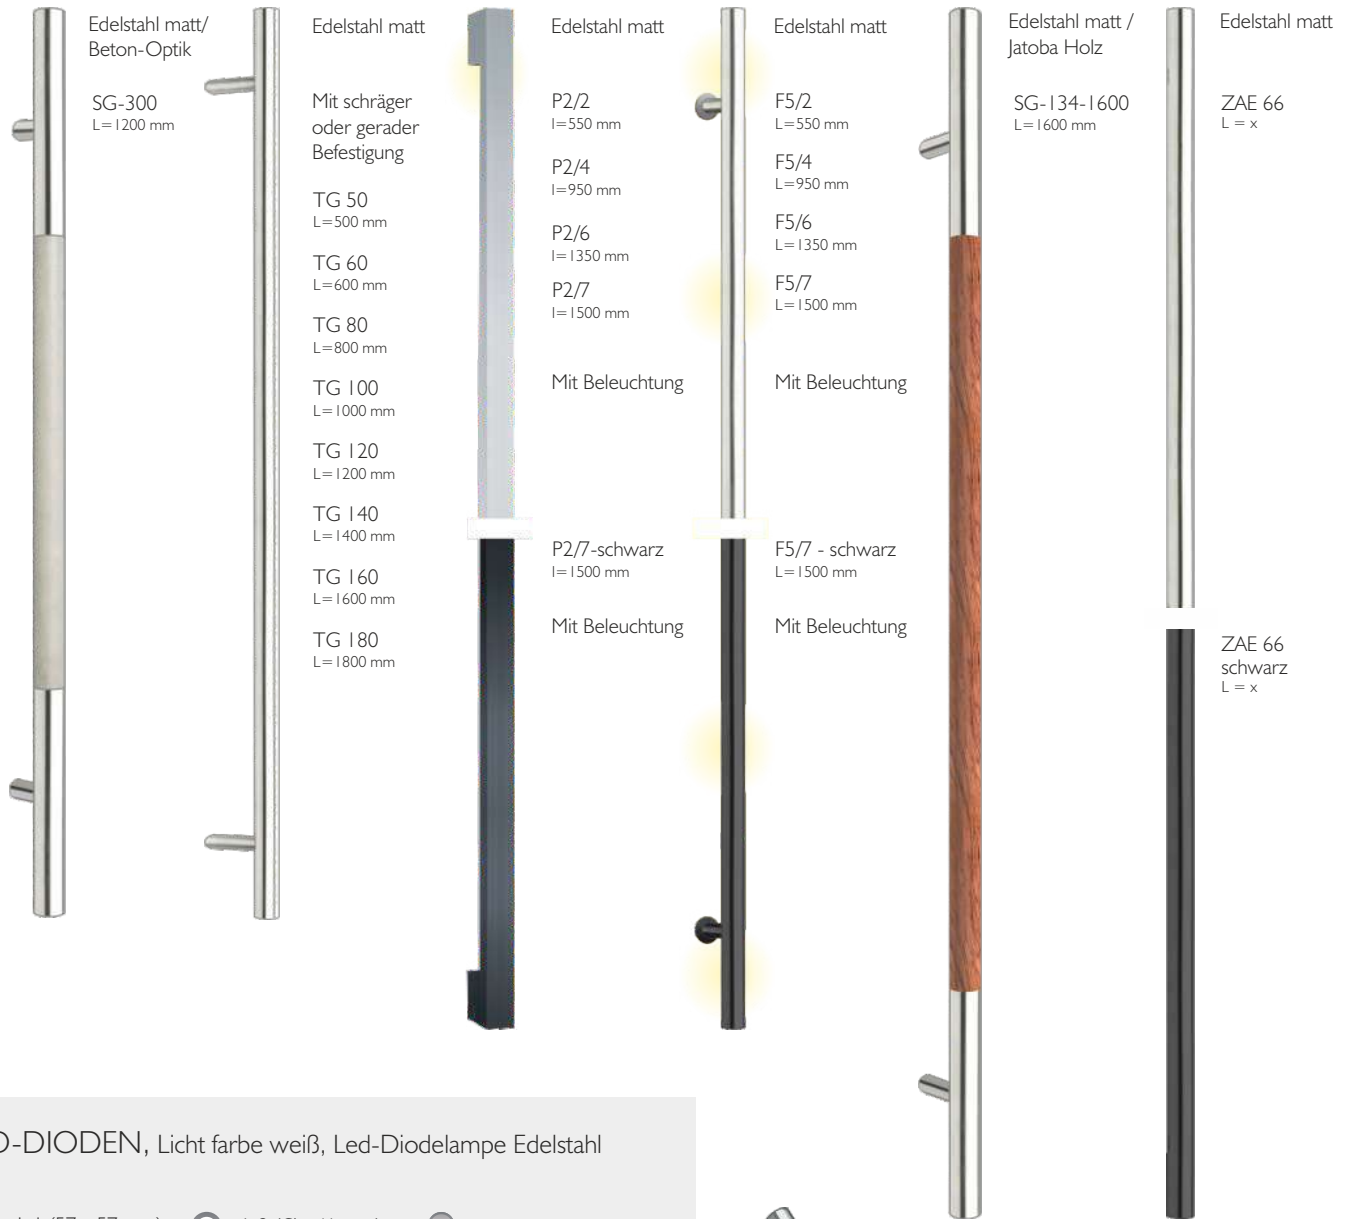 Edelstahl matt/
Beton-Optik
SG-300
L=1200 mm
Edelstahl matt
Mit schräger
oder gerader
Befestigung
TG 50
L=500 mm
TG 60
L=600 mm
TG 80
L=800 mm
TG 100
L=1000 mm
TG 120
L=1200 mm
TG 140
L=1400 mm
TG 160
L=1600 mm
TG 180
L=1800 mm
Edelstahl matt
P2/2
l=550 mm
P2/4
l=950 mm
P2/6
l=1350 mm
P2/7
l=1500 mm
Mit Beleuchtung
P2/7-schwarz
l=1500 mm
Mit Beleuchtung
Edelstahl matt
F5/2
L=550 mm
F5/4
L=950 mm
F5/6
L=1350 mm
F5/7
L=1500 mm
Mit Beleuchtung
F5/7 - schwarz
L=1500 mm
Mit Beleuchtung
Edelstahl matt /
Jatoba Holz
SG-134-1600
L=1600 mm
Edelstahl matt
ZAE 66
L = x
ZAE 66
schwarz
L = x
D-DIODEN, Licht farbe weiß, Led-Diodelampe Edelstahl